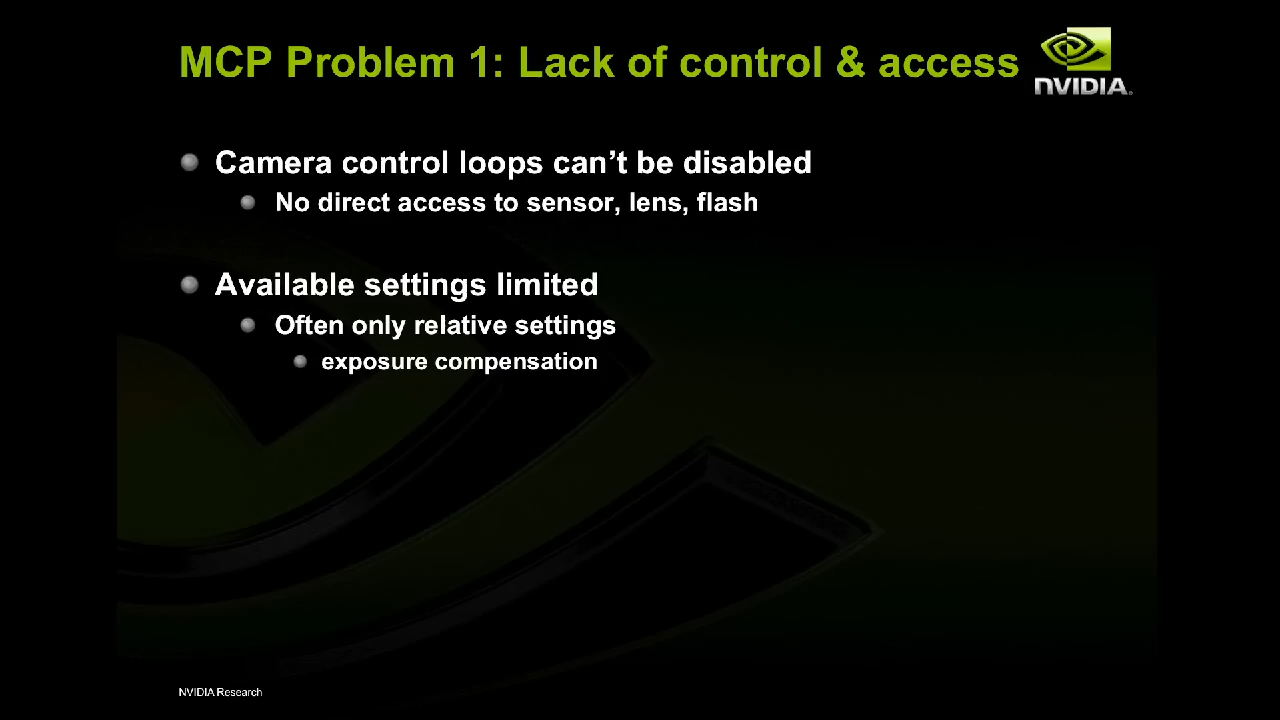 MCP Problem 1: Lack of control & access
NVIDIA.
Camera control loops can’t be disabled
No direct access to sensor, lens, flash
Available settings limited
Often only relative settings
exposure compensation
NVIDIA Research